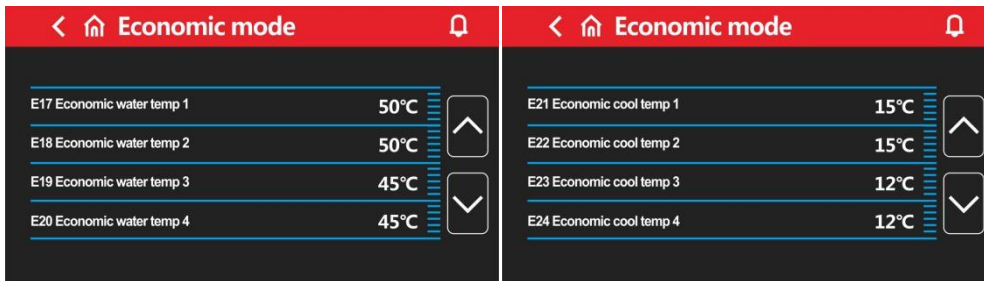 Economic mode
E17 Economic water temp 1 50℃
E18 Economic water temp 2 50℃
E19 Economic water temp 3 45℃
E20 Economic water temp 4 45℃
Economic mode
E21 Economic cool temp 1 15℃
E22 Economic cool temp 2 15℃
E23 Economic cool temp 3 12℃
E24 Economic cool temp 4 12℃